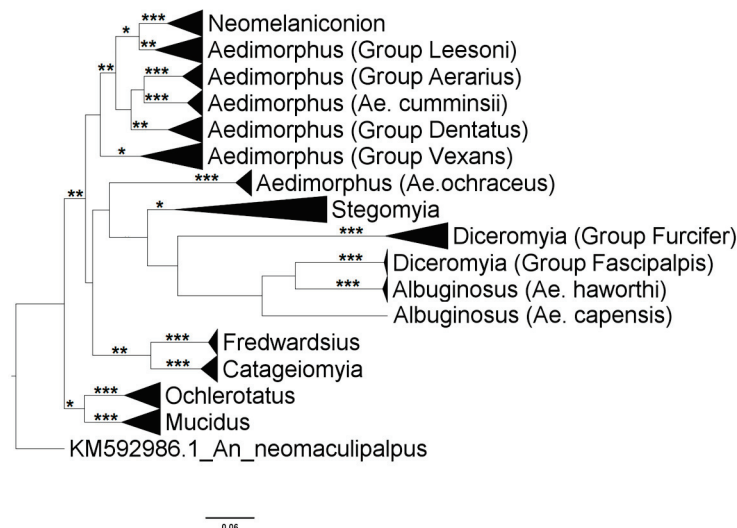 *** Neomelaniconion
*
** Aedimorphus (Group Leesoni)
**
*** Aedimorphus (Group Aerarius)
*** Aedimorphus (Ae. cumminsii)
** Aedimorphus (Group Dentatus)
* Aedimorphus (Group Vexans)
*** Aedimorphus (Ae.ochraceus)
**
* Stegomyia
*** Diceromyia (Group Furcifer)
*** Diceromyia (Group Fascipalpis)
*** Albuginosus (Ae. haworthi)
Albuginosus (Ae. capensis)
*** Fredwardsius
**
*** Catageiomyia
*** Ochlerotatus
*
*** Mucidus
KM592986.1_An_neomaculipalpus
0.06